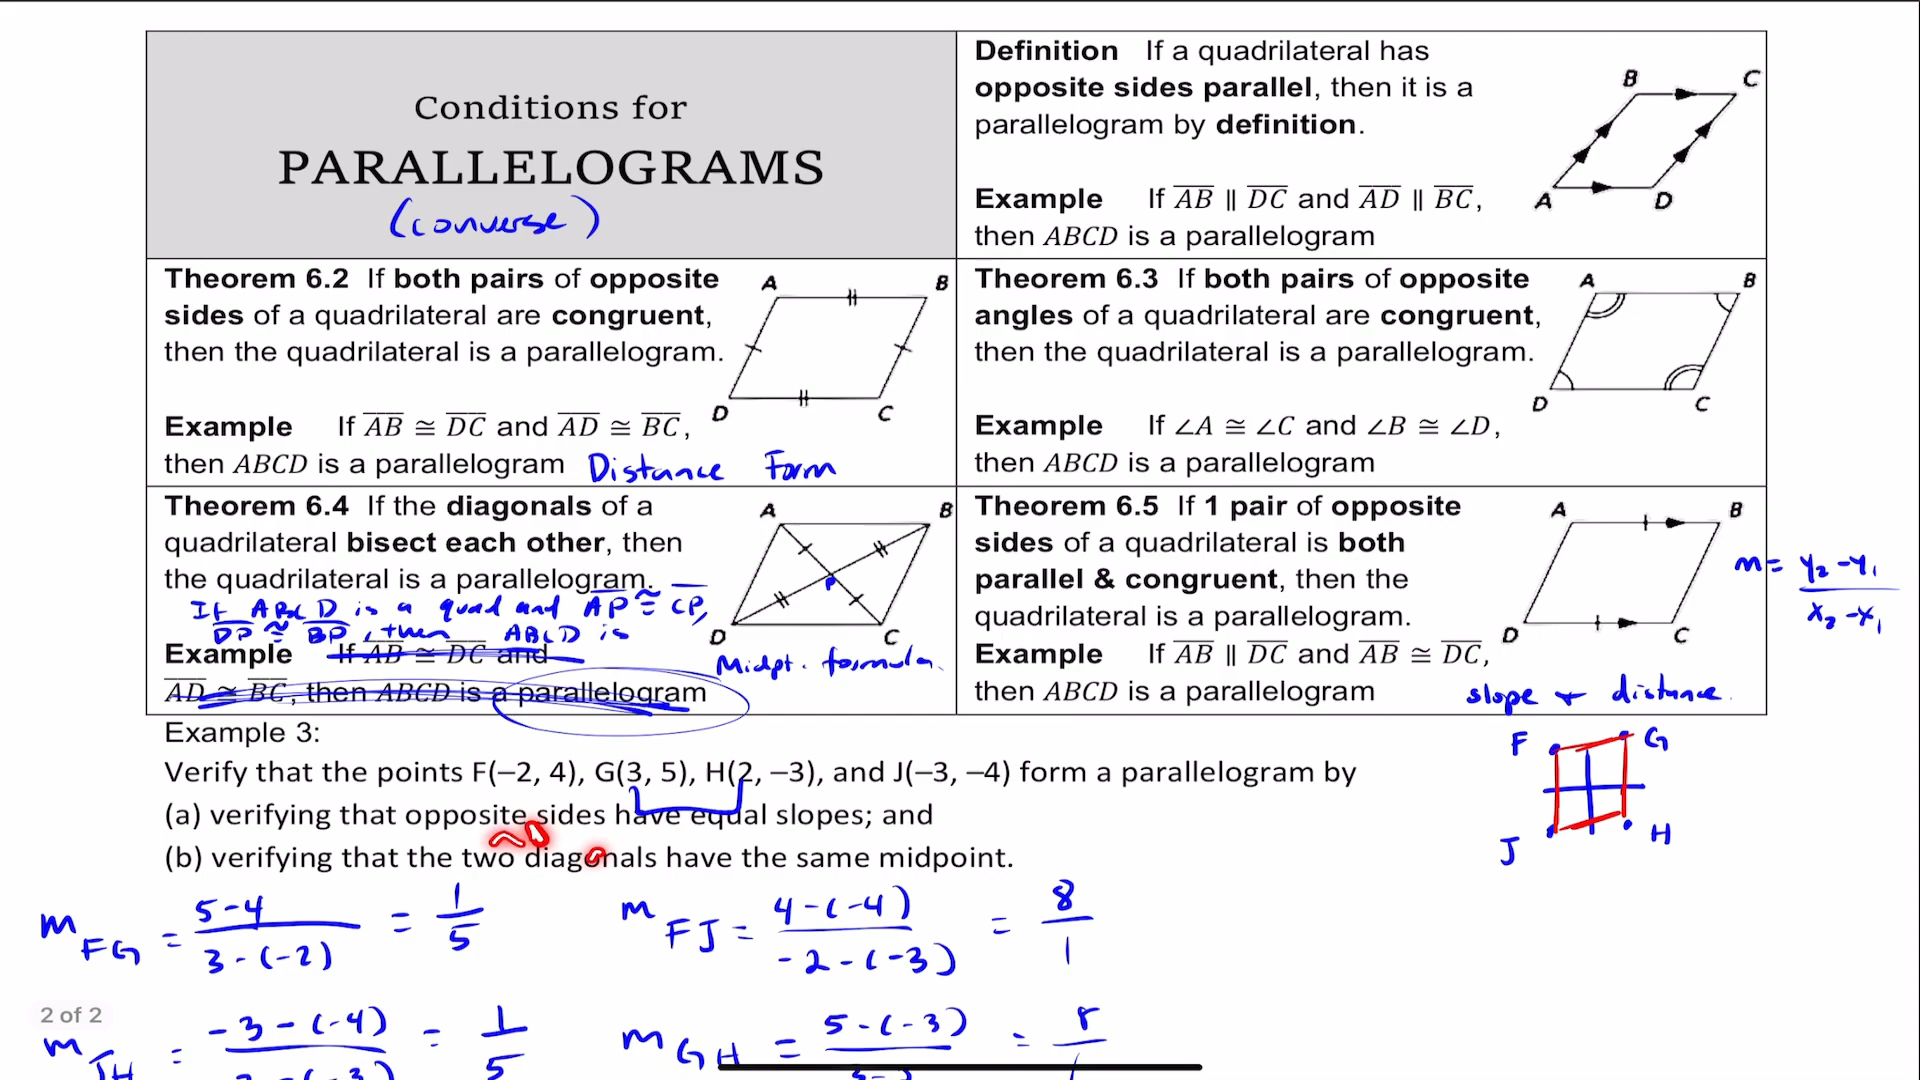 Conditions for
PARALLELOGRAMS
(converse)
Definition If a quadrilateral has
opposite sides parallel, then it is a
parallelogram by definition.
Example If AB ∥ DC and AD ∥ BC,
then ABCD is a parallelogram
B C
A D
Theorem 6.2 If both pairs of opposite
sides of a quadrilateral are congruent,
then the quadrilateral is a parallelogram.
Example If AB ≅ DC and AD ≅ BC,
then ABCD is a parallelogram Distance Form
A B
D C
Theorem 6.3 If both pairs of opposite
angles of a quadrilateral are congruent,
then the quadrilateral is a parallelogram.
Example If ∠A ≅ ∠C and ∠B ≅ ∠D,
then ABCD is a parallelogram
A B
D C
Theorem 6.4 If the diagonals of a
quadrilateral bisect each other, then
the quadrilateral is a parallelogram.
If ABCD is a quad and AP ≅ CP,
DP ≅ BP, then ABCD is
Example If AB ≅ DC and
AD ≅ BC, then ABCD is a parallelogram
A B
P
D C
Midpt. formula.
Theorem 6.5 If 1 pair of opposite
sides of a quadrilateral is both
parallel & congruent, then the
quadrilateral is a parallelogram.
Example If AB ∥ DC and AB ≅ DC,
then ABCD is a parallelogram slope + distance
A B
D C
m = y₂-y₁
x₂-x₁
Example 3:
Verify that the points F(−2, 4), G(3, 5), H(2, −3), and J(−3, −4) form a parallelogram by
(a) verifying that opposite sides have equal slopes; and
(b) verifying that the two diagonals have the same midpoint.
F G
J H
m FG = 5-4 / 3-(-2) = 1/5
m FJ = 4-(-4) / -2-(-3) = 8/1
2 of 2
m JH = -3-(-4) = 1/5
m GH = 5-(-3) = 8